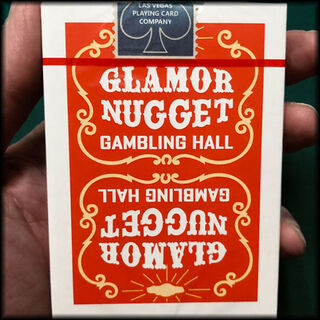 LAS VEGAS
PLAYING CARD
COMPANY
GLAMOR
NUGGET
GAMBLING HALL
GAMBLING HALL
NUGGET
GLAMOR